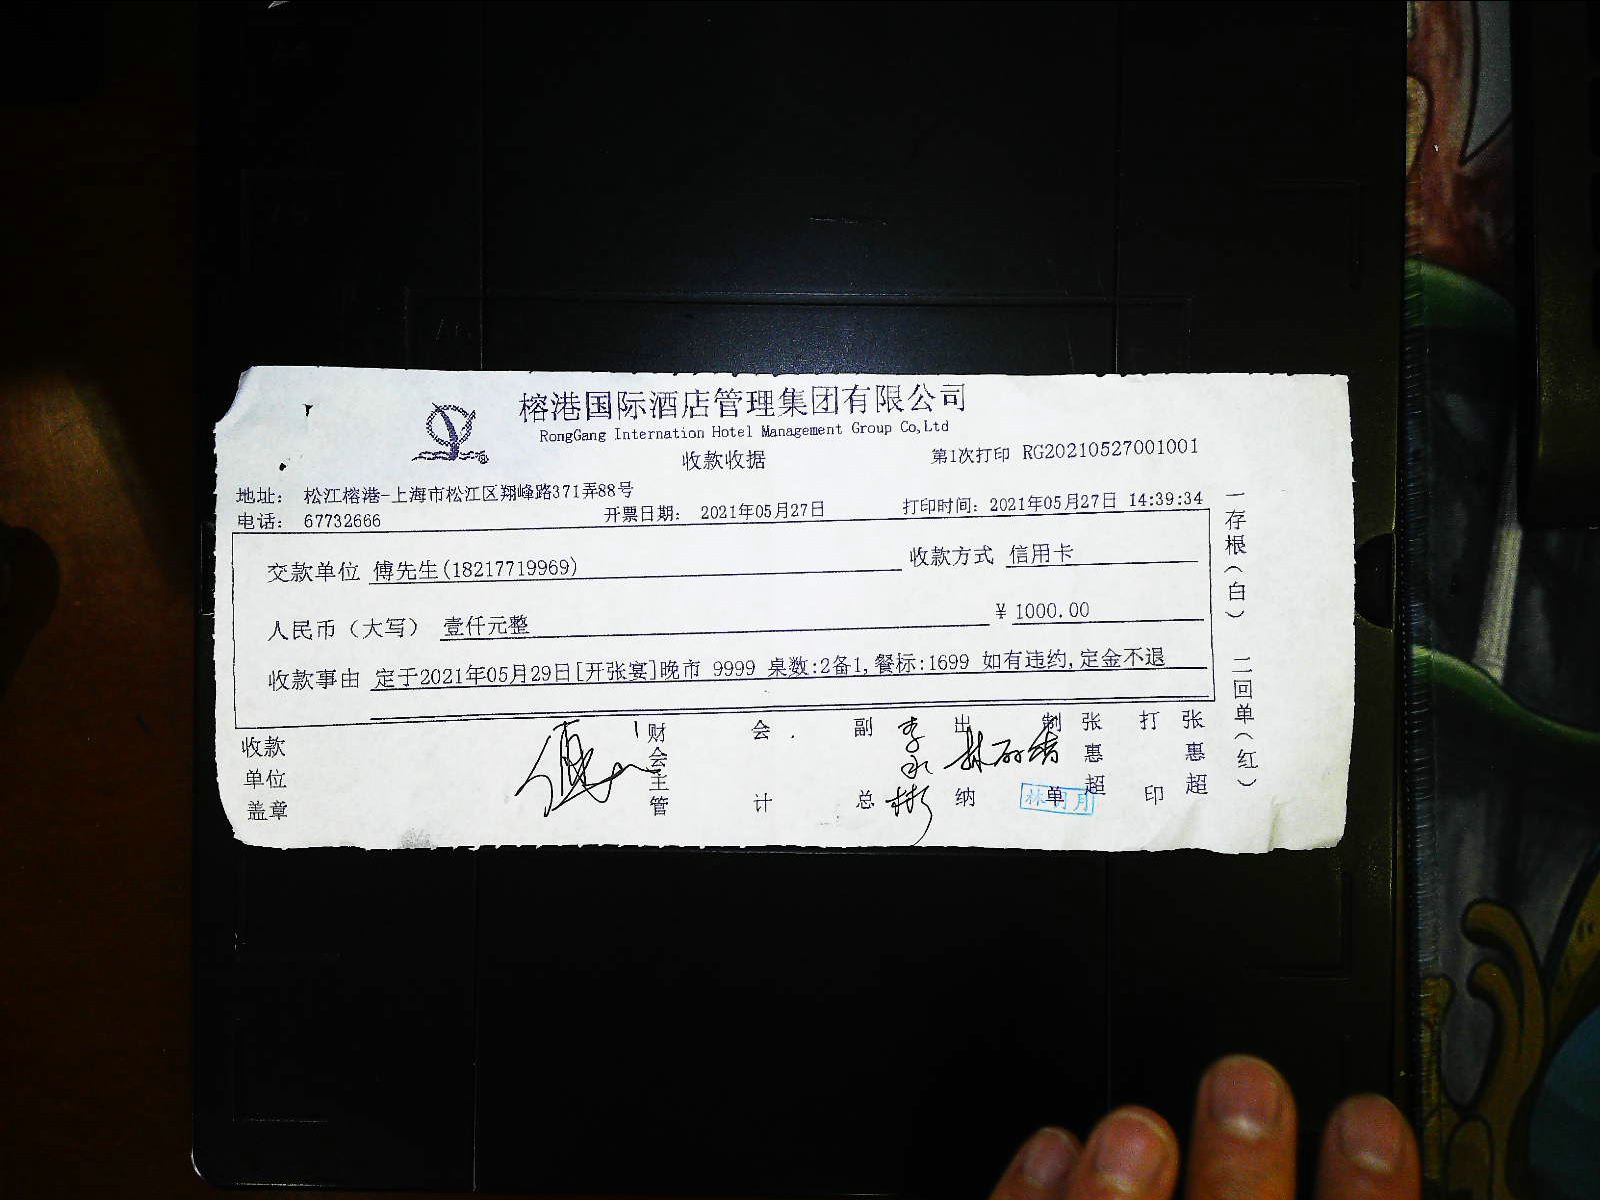 榕港国际酒店管理集团有限公司
RongGang Internation Hotel Management Group Co,Ltd
收款收据
第1次打印 RG20210527001001
地址: 松江榕港-上海市松江区翔峰路371弄88号
电话: 67732666
开票日期: 2021年05月27日
打印时间: 2021年05月27日 14:39:34
交款单位 傅先生(18217719969)
收款方式 信用卡
人民币(大写) 壹仟元整
¥ 1000.00
收款事由 定于2021年05月29日[开张宴]晚市 9999 桌数:2备1,餐标:1699 如有违约,定金不退
收款单位盖章
财会主管
会计
副总
李永彬
出纳
制单
张惠超
打印
张惠超
一存根(白)
二回单(红)